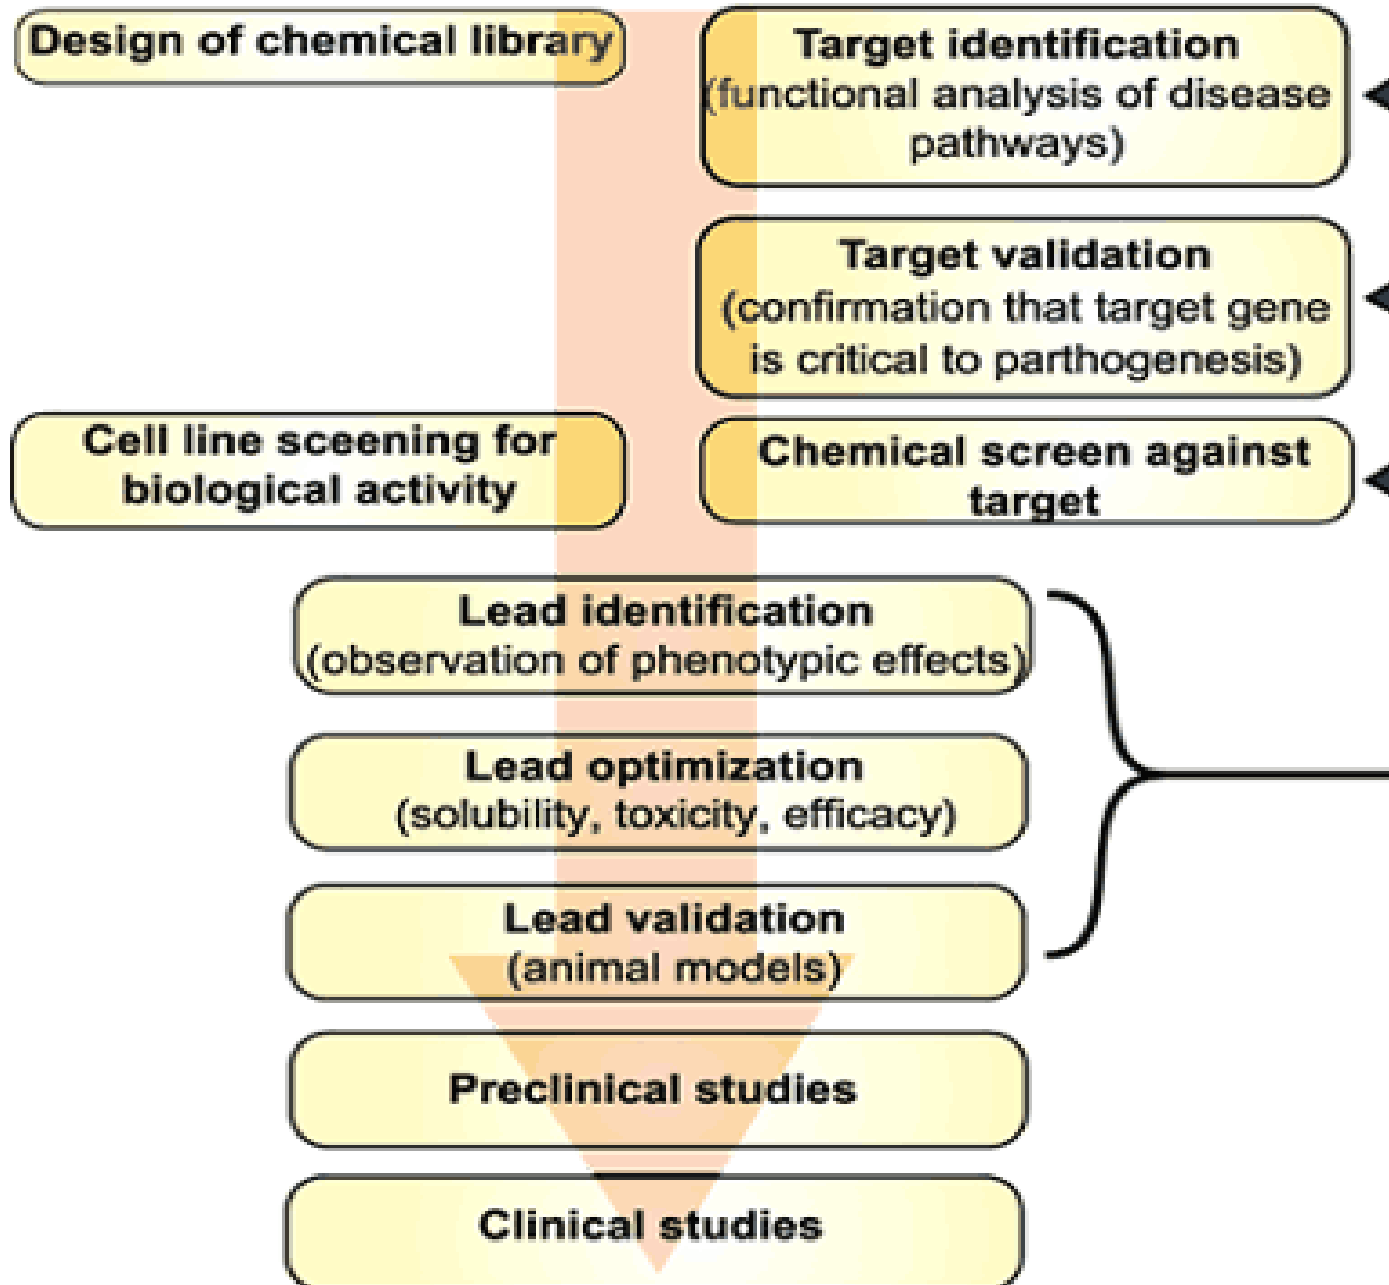 Design of chemical library
Target identification
(functional analysis of disease
pathways)
Target validation
(confirmation that target gene
is critical to parthogenesis)
Cell line sceening for
biological activity
Chemical screen against
target
Lead identification
(observation of phenotypic effects)
Lead optimization
(solubility, toxicity, efficacy)
Lead validation
(animal models)
Preclinical studies
Clinical studies